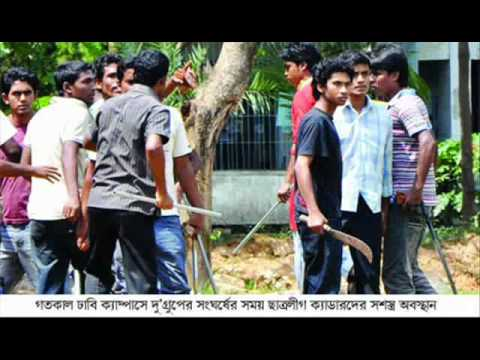 গতকাল ঢাবি ক্যাম্পাসে দু'গ্রুপের সংঘর্ষের সময় ছাত্রলীগ ক্যাডারদের সশস্ত্র অবস্থান